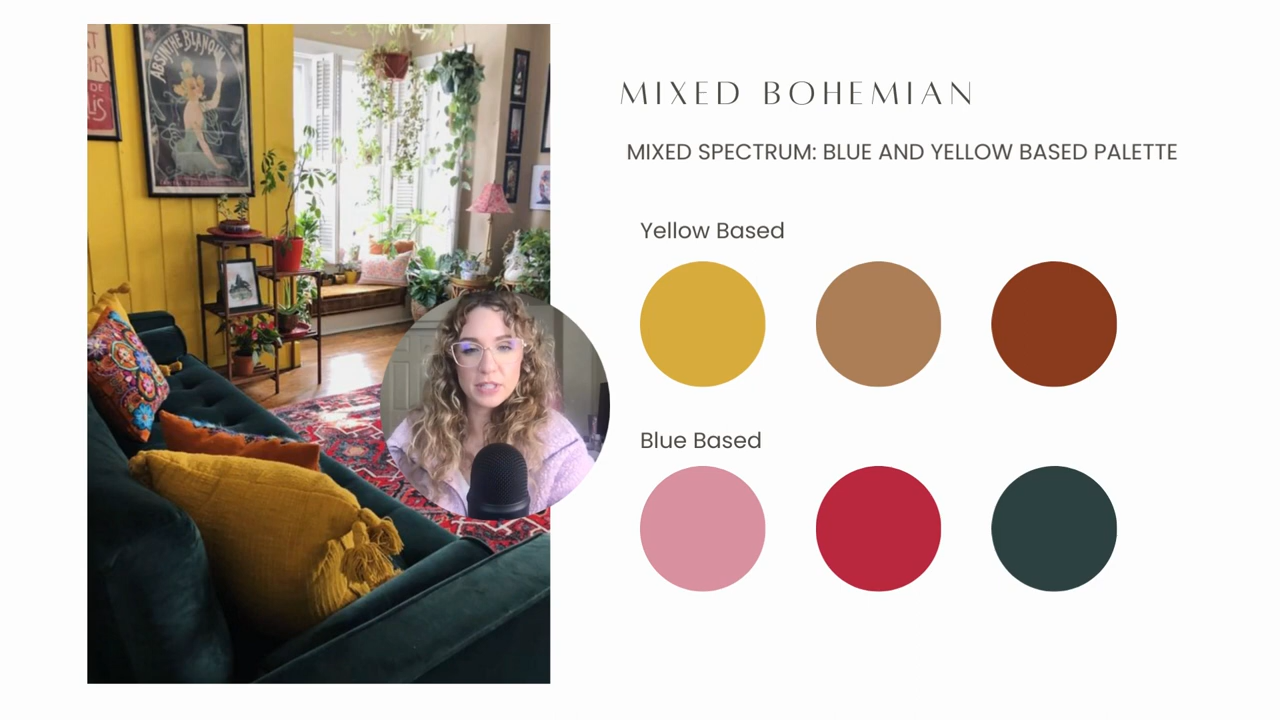 ABSINTHE BLANQUI
MIXED BOHEMIAN
MIXED SPECTRUM: BLUE AND YELLOW BASED PALETTE
Yellow Based
Blue Based